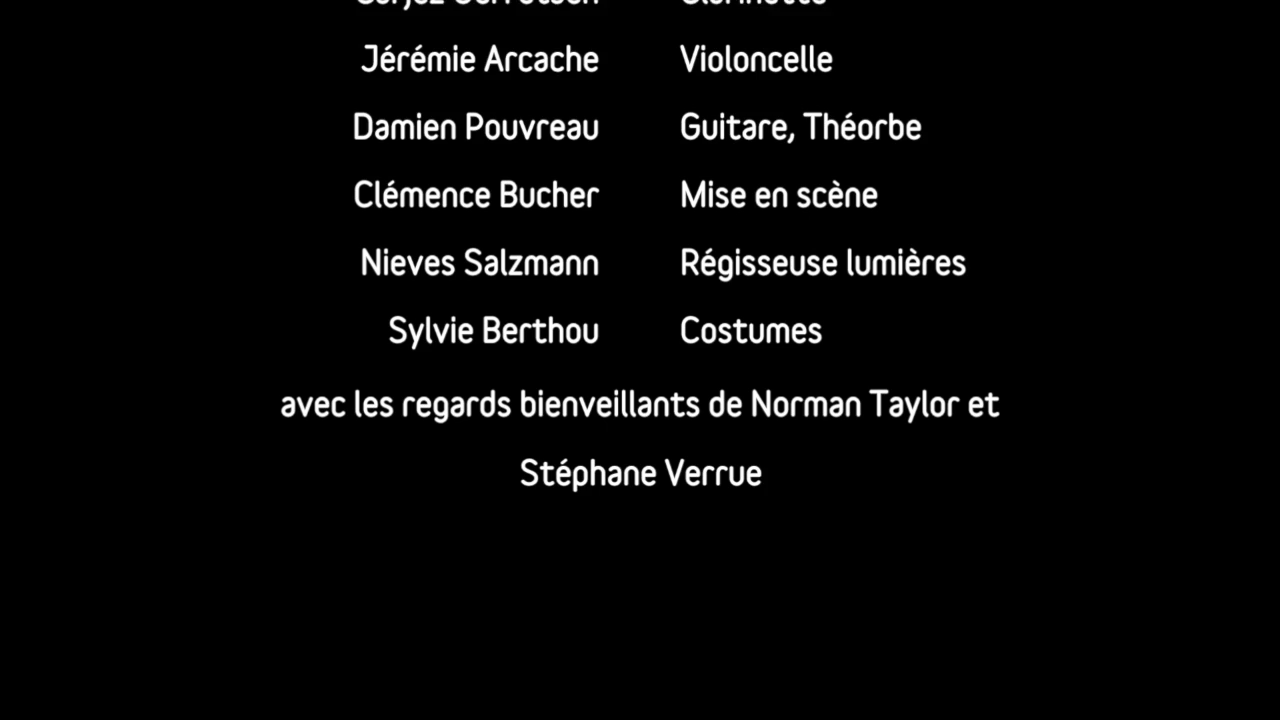 Jérémie Arcache Violoncelle
Damien Pouvreau Guitare, Théorbe
Clémence Bucher Mise en scène
Nieves Salzmann Régisseuse lumières
Sylvie Berthou Costumes
avec les regards bienveillants de Norman Taylor et
Stéphane Verrue